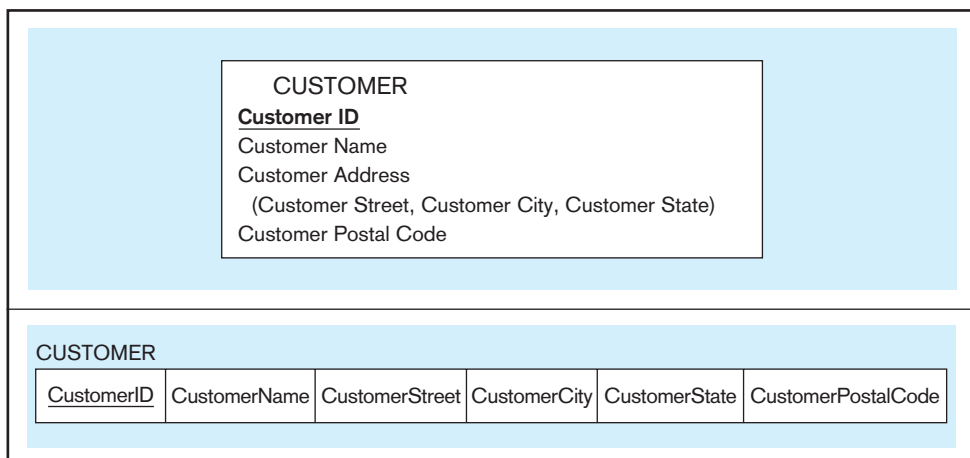 CUSTOMER
Customer ID
Customer Name
Customer Address
(Customer Street, Customer City, Customer State)
Customer Postal Code
CUSTOMER
CustomerID CustomerName CustomerStreet CustomerCity CustomerState CustomerPostalCode